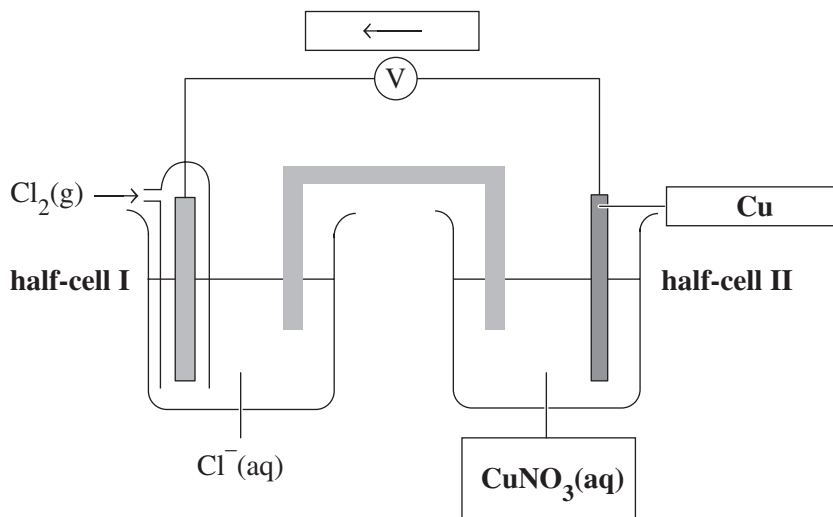 V
Cl₂(g)
Cu
half-cell I
half-cell II
Cl⁻(aq)
CuNO₃(aq)